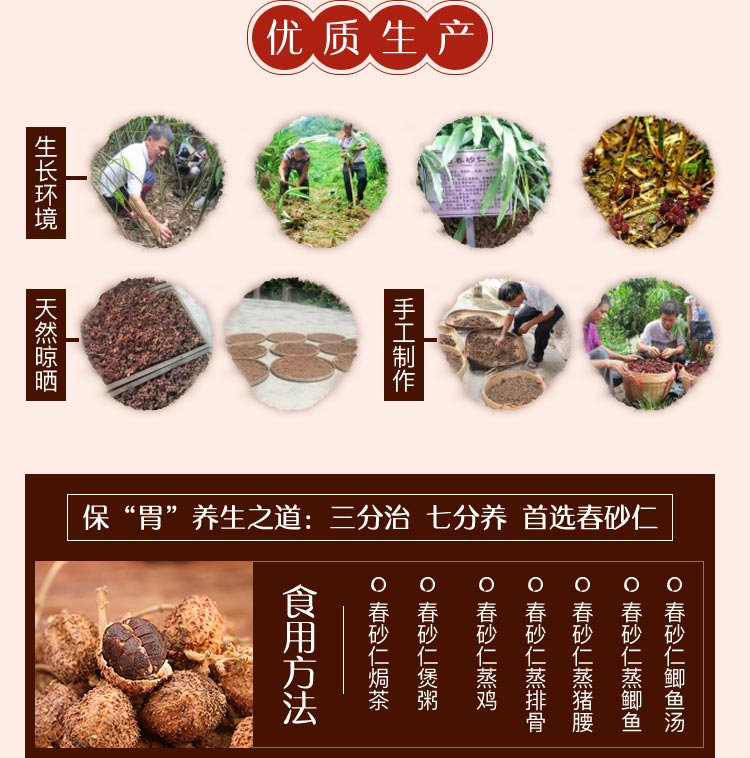 优质生产
生长环境
春砂仁
天然晾晒
手工制作
保“胃”养生之道：三分治 七分养 首选春砂仁
食用方法
春砂仁焗茶
春砂仁煲粥
春砂仁蒸鸡
春砂仁蒸排骨
春砂仁蒸猪腰
春砂仁蒸鲫鱼
春砂仁鲫鱼汤